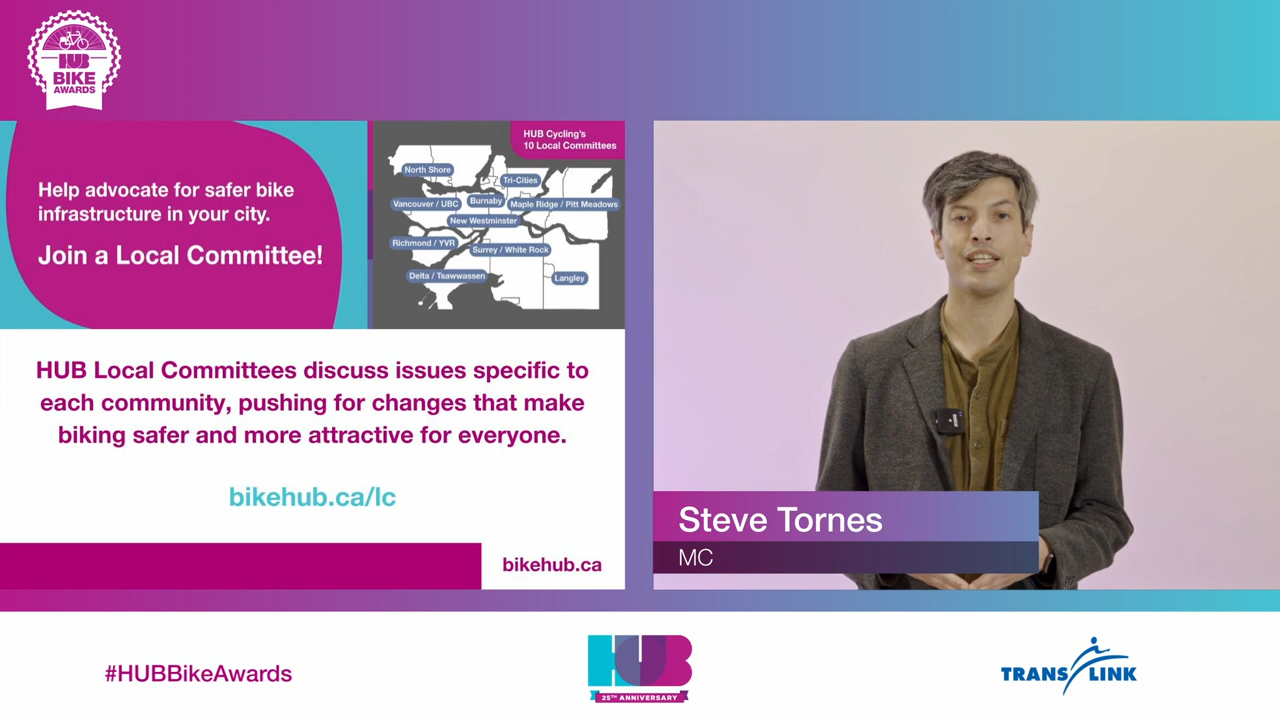 HUB
BIKE
AWARDS
Help advocate for safer bike
infrastructure in your city.
Join a Local Committee!
HUB Cycling's
10 Local Committees
North Shore
Tri-Cities
Vancouver / UBC
Burnaby
Maple Ridge / Pitt Meadows
New Westminster
Richmond / YVR
Surrey / White Rock
Delta / Tsawwassen
Langley
HUB Local Committees discuss issues specific to
each community, pushing for changes that make
biking safer and more attractive for everyone.
bikehub.ca/lc
bikehub.ca
Steve Tornes
MC
#HUBBikeAwards
HUB
25TH ANNIVERSARY
TRANSLINK